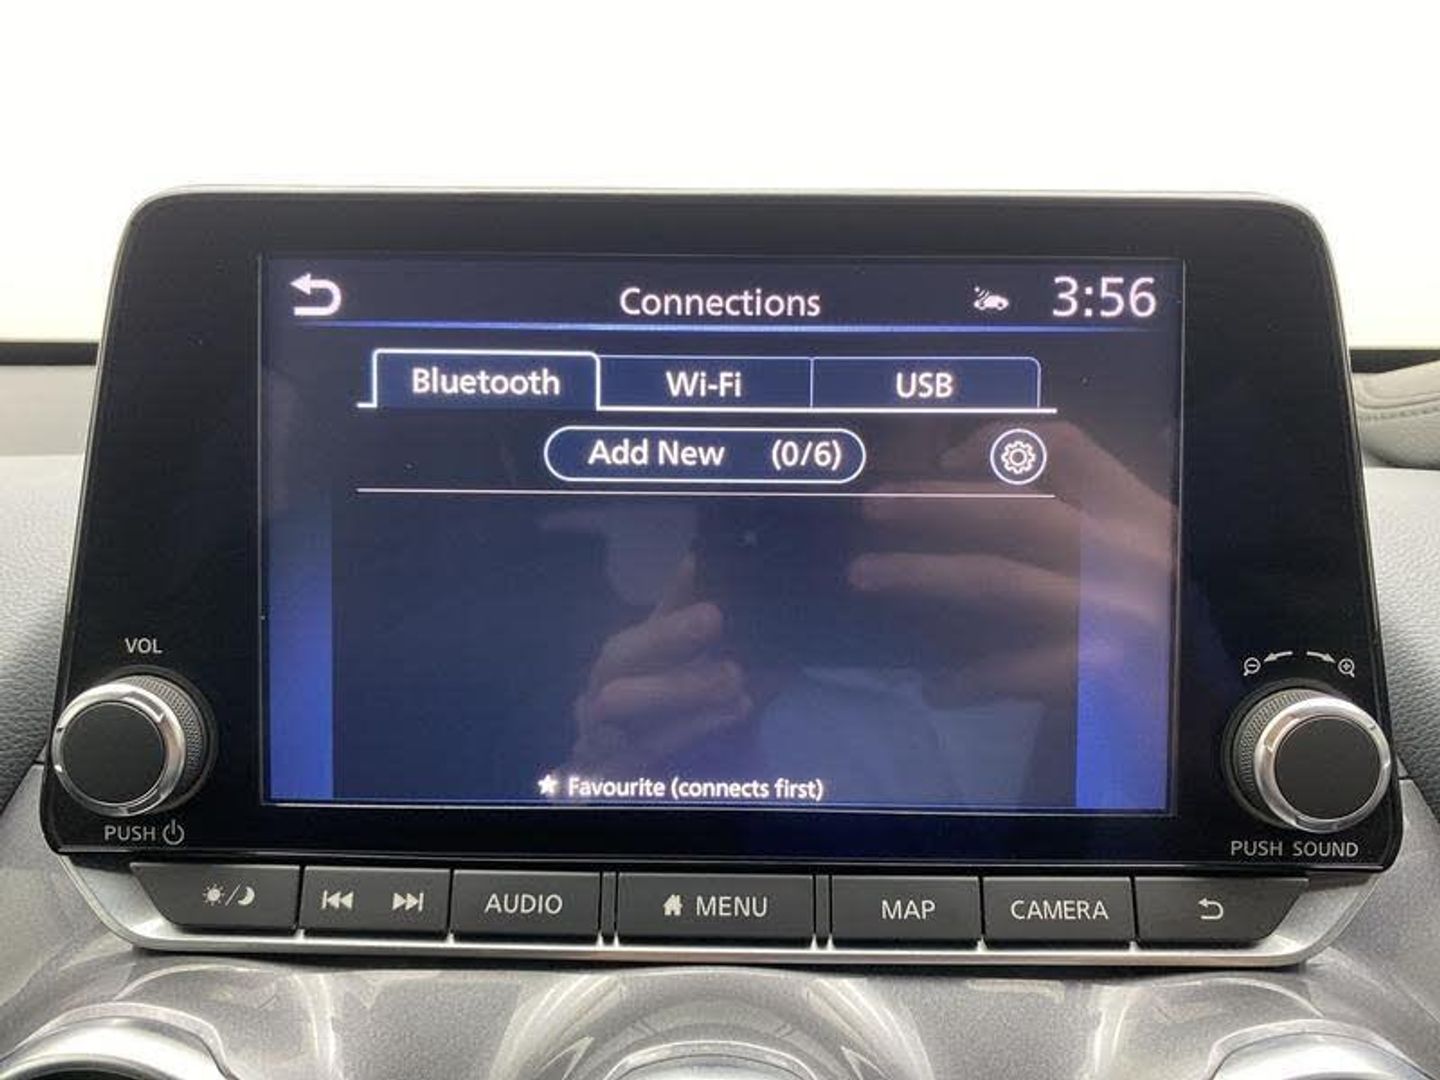 Connections 3:56
Bluetooth Wi-Fi USB
Add New (0/6)
Favourite (connects first)
VOL
PUSH
PUSH SOUND
AUDIO MENU MAP CAMERA